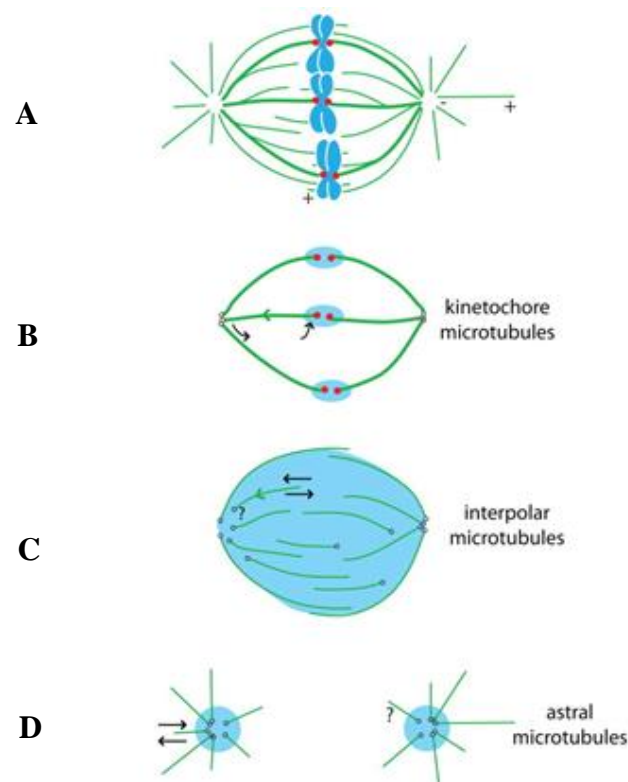 A
-
-
+
+
B
kinetochore
microtubules
C
?
interpolar
microtubules
D
?
astral
microtubules